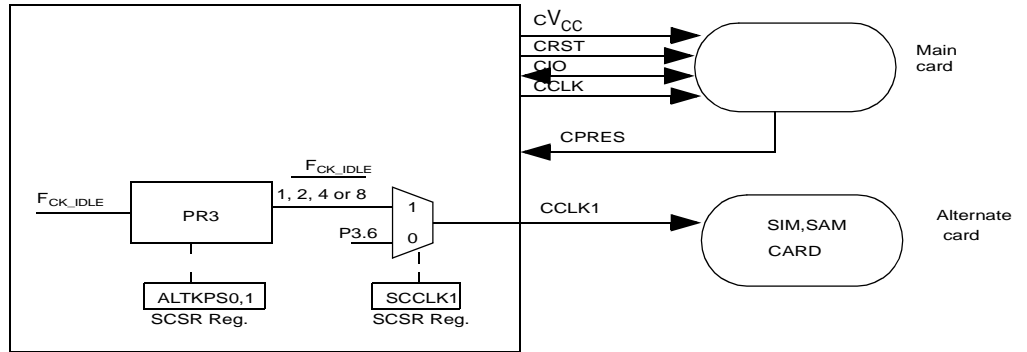 CVCC
CRST
CIO
CCLK
Main
card
CPRES
FCK_IDLE
FCK_IDLE
1, 2, 4 or 8
PR3
1
P3.6
0
CCLK1
SIM,SAM
CARD
Alternate
card
ALTKPS0,1
SCCLK1
SCSR Reg.
SCSR Reg.